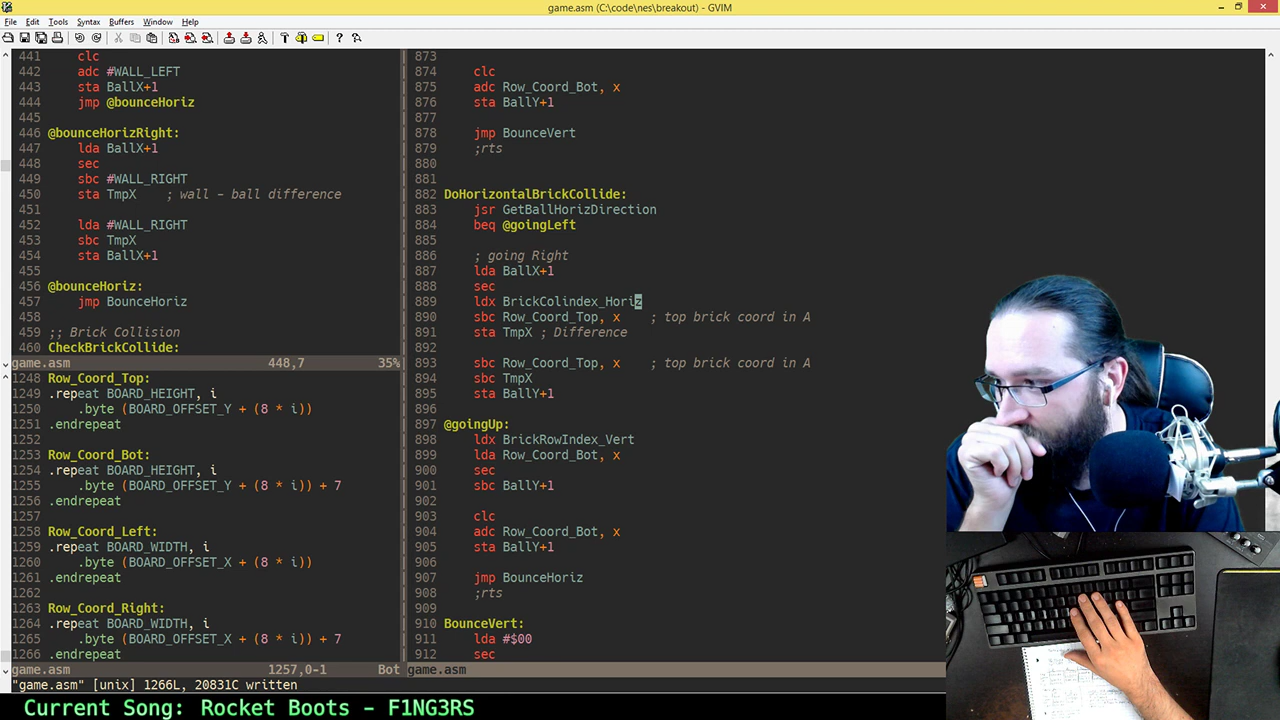 game.asm (C:\code\nes\breakout) - GVIM
File Edit Tools Syntax Buffers Window Help
441 clc
442 adc #WALL_LEFT
443 sta BallX+1
444 jmp @bounceHoriz
445
446 @bounceHorizRight:
447 lda BallX+1
448 sec
449 sbc #WALL_RIGHT
450 sta TmpX ; wall - ball difference
451
452 lda #WALL_RIGHT
453 sbc TmpX
454 sta BallX+1
455
456 @bounceHoriz:
457 jmp BounceHoriz
458
459 ;; Brick Collision
460 CheckBrickCollide:
game.asm 448,7 35%
1248 Row_Coord_Top:
1249 .repeat BOARD_HEIGHT, i
1250 .byte (BOARD_OFFSET_Y + (8 * i))
1251 .endrepeat
1252
1253 Row_Coord_Bot:
1254 .repeat BOARD_HEIGHT, i
1255 .byte (BOARD_OFFSET_Y + (8 * i)) + 7
1256 .endrepeat
1257
1258 Row_Coord_Left:
1259 .repeat BOARD_WIDTH, i
1260 .byte (BOARD_OFFSET_X + (8 * i))
1261 .endrepeat
1262
1263 Row_Coord_Right:
1264 .repeat BOARD_WIDTH, i
1265 .byte (BOARD_OFFSET_X + (8 * i)) + 7
1266 .endrepeat
game.asm 1257,0-1 Bot
873
874 clc
875 adc Row_Coord_Bot, x
876 sta BallY+1
877
878 jmp BounceVert
879 ;rts
880
881
882 DoHorizontalBrickCollide:
883 jsr GetBallHorizDirection
884 beq @goingLeft
885
886 ; going Right
887 lda BallX+1
888 sec
889 ldx BrickColindex_Horiz
890 sbc Row_Coord_Top, x ; top brick coord in A
891 sta TmpX ; Difference
892
893 sbc Row_Coord_Top, x ; top brick coord in A
894 sbc TmpX
895 sta BallY+1
896
897 @goingUp:
898 ldx BrickRowIndex_Vert
899 lda Row_Coord_Bot, x
900 sec
901 sbc BallY+1
902
903 clc
904 adc Row_Coord_Bot, x
905 sta BallY+1
906
907 jmp BounceHoriz
908 ;rts
909
910 BounceVert:
911 lda #$00
912 sec
game.asm
"game.asm" [unix] 1266L, 20831C written
Current Song: Rocket Boots - F1NG3RS